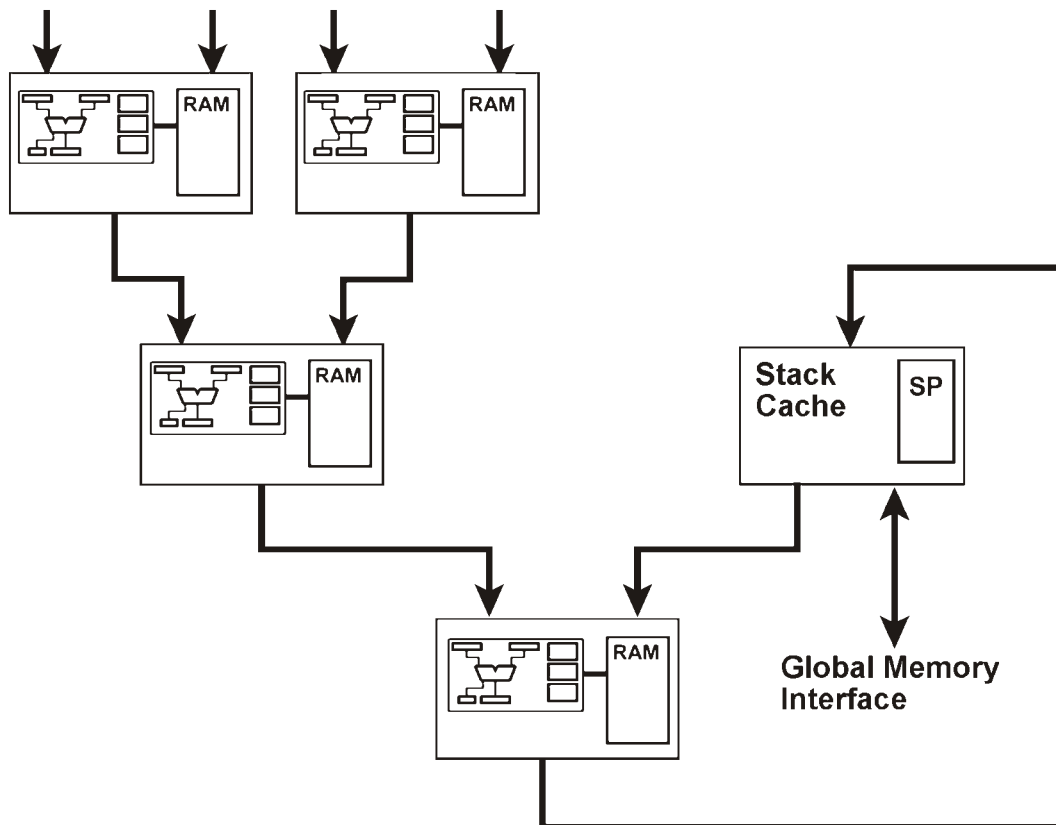 RAM
RAM
RAM
Stack
Cache
SP
RAM
Global Memory
Interface